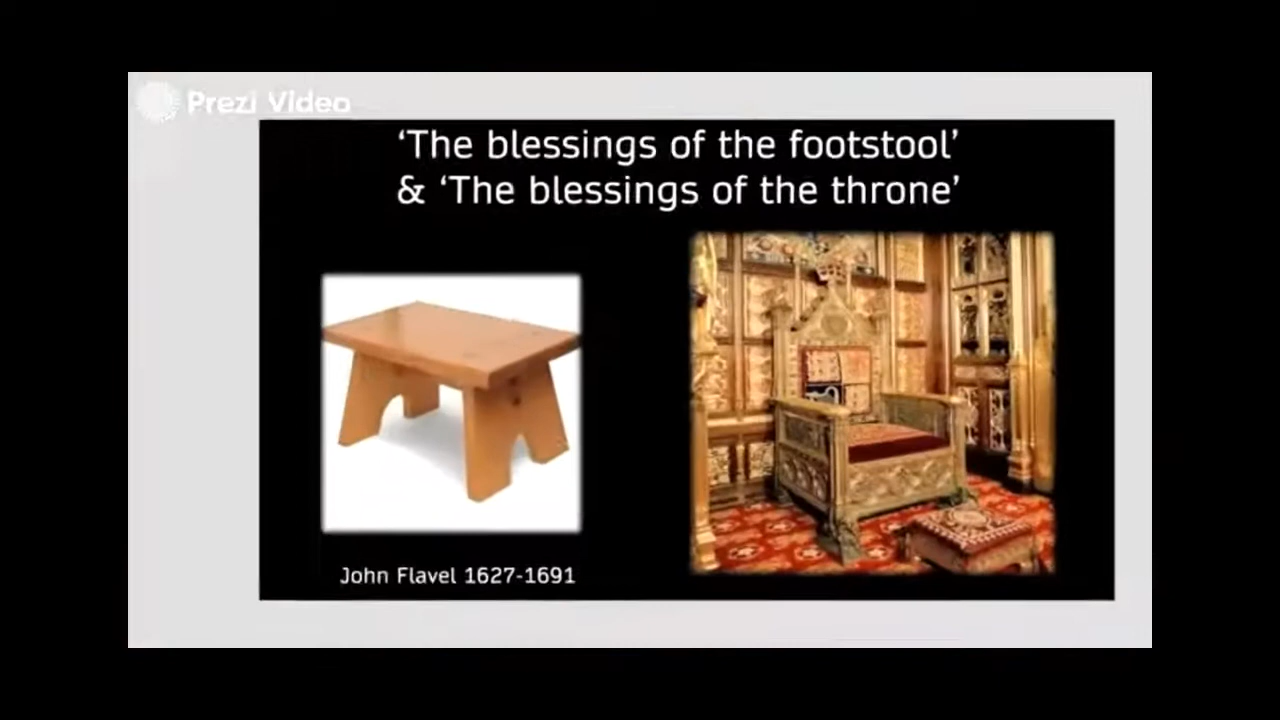 Prezi Video
‘The blessings of the footstool’
& ‘The blessings of the throne’
John Flavel 1627-1691